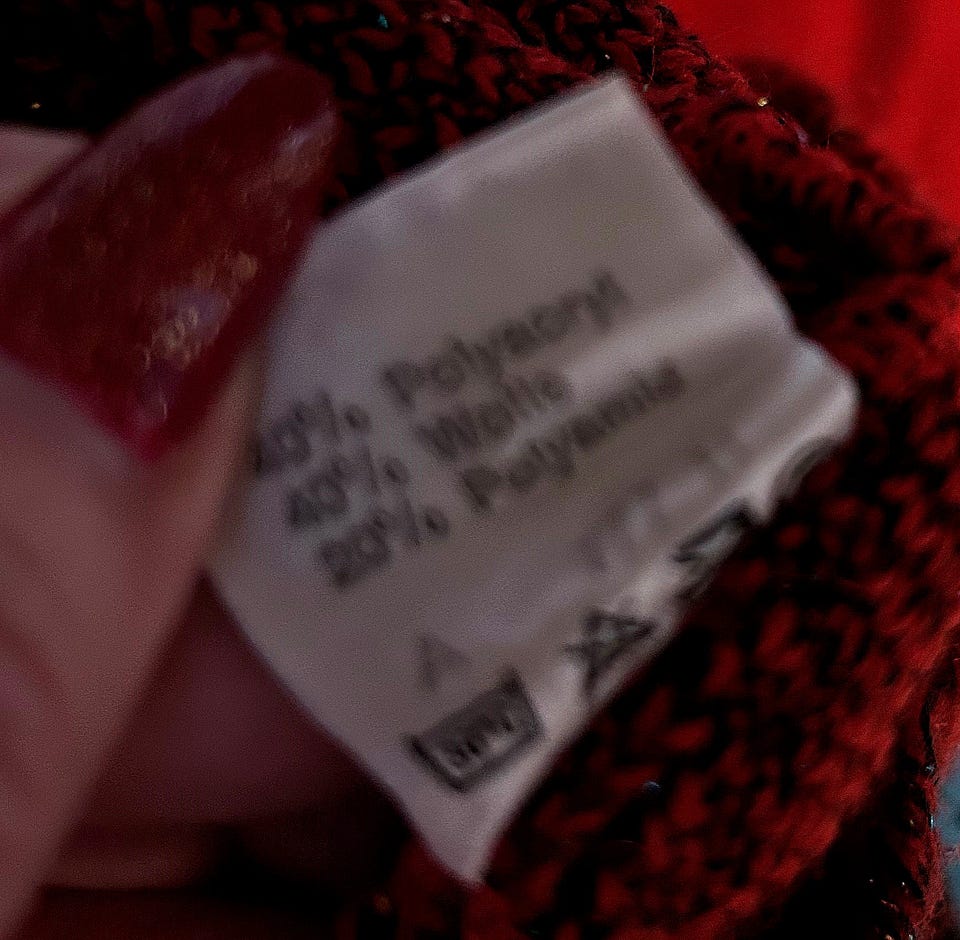 % Polyacryl
40% Wolle
20% Polyamid